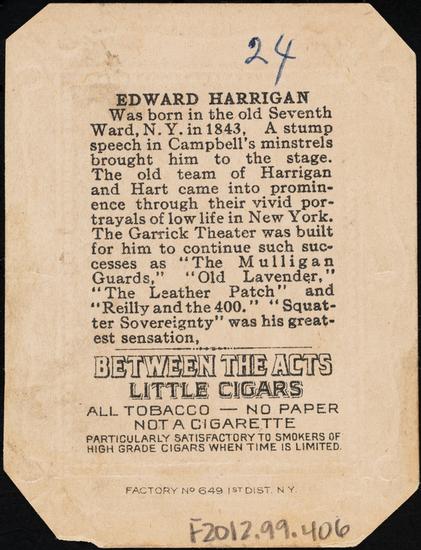 24
EDWARD HARRIGAN
Was born in the old Seventh
Ward, N. Y. in 1843, A stump
speech in Campbell's minstrels
brought him to the stage.
The old team of Harrigan
and Hart came into promin-
ence through their vivid por-
trayals of low life in New York.
The Garrick Theater was built
for him to continue such suc-
cesses as "The Mulligan
Guards," "Old Lavender,"
"The Leather Patch" and
"Reilly and the 400." "Squat-
ter Sovereignty" was his great-
est sensation,
BETWEEN THE ACTS
LITTLE CIGARS
ALL TOBACCO — NO PAPER
NOT A CIGARETTE
PARTICULARLY SATISFACTORY TO SMOKERS OF
HIGH GRADE CIGARS WHEN TIME IS LIMITED.
FACTORY No 649 1ST DIST. N.Y.
F2012.99.406